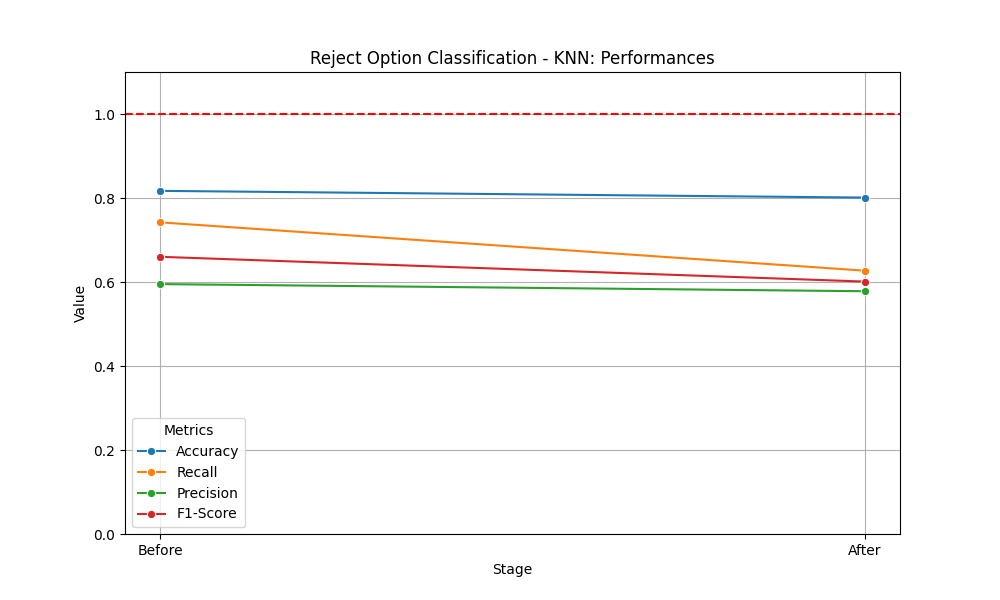 Reject Option Classification - KNN: Performances
1.0
0.8
0.6
0.4
0.2
0.0
Value
Metrics
Accuracy
Recall
Precision
F1-Score
Before
After
Stage